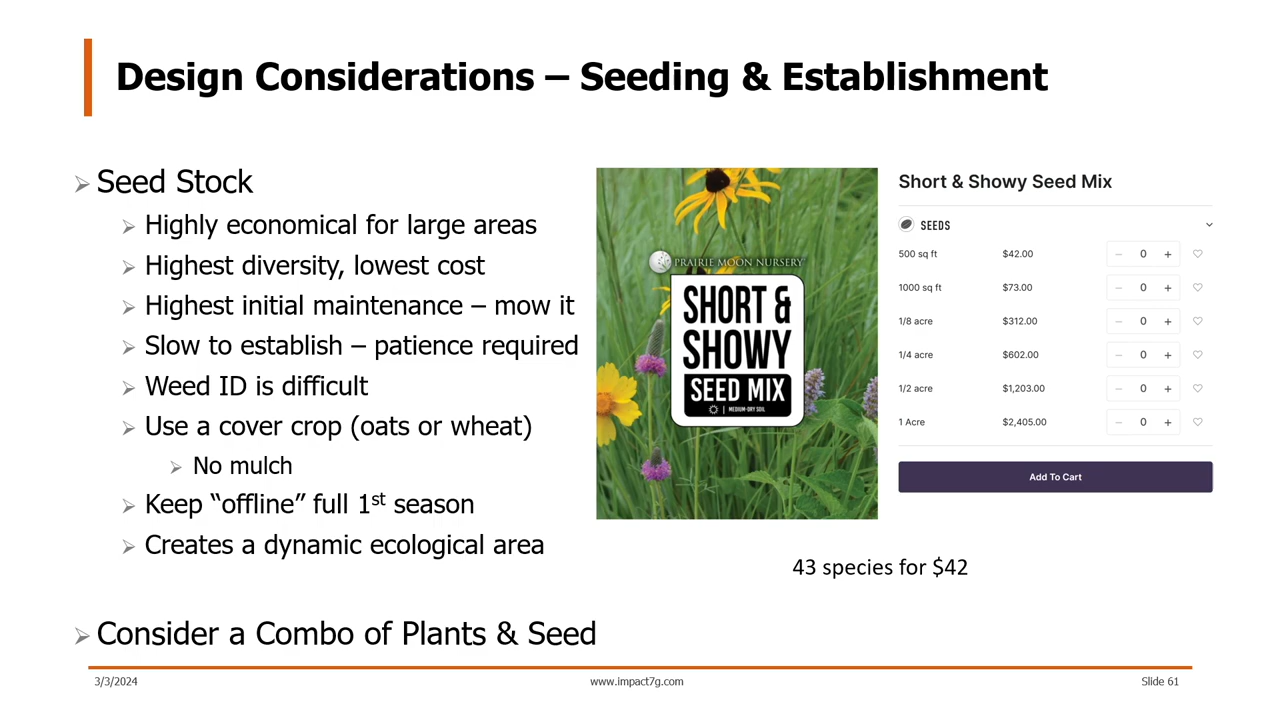 Design Considerations – Seeding & Establishment
Seed Stock
Highly economical for large areas
Highest diversity, lowest cost
Highest initial maintenance – mow it
Slow to establish – patience required
Weed ID is difficult
Use a cover crop (oats or wheat)
No mulch
Keep “offline” full 1st season
Creates a dynamic ecological area
Consider a Combo of Plants & Seed
PRAIRIE MOON NURSERY
SHORT &
SHOWY
SEED MIX
MEDIUM-DRY SOIL
Short & Showy Seed Mix
SEEDS
500 sq ft $42.00 − 0 +
1000 sq ft $73.00 − 0 +
1/8 acre $312.00 − 0 +
1/4 acre $602.00 − 0 +
1/2 acre $1,203.00 − 0 +
1 Acre $2,405.00 − 0 +
Add To Cart
43 species for $42
3/3/2024 www.impact7g.com Slide 61